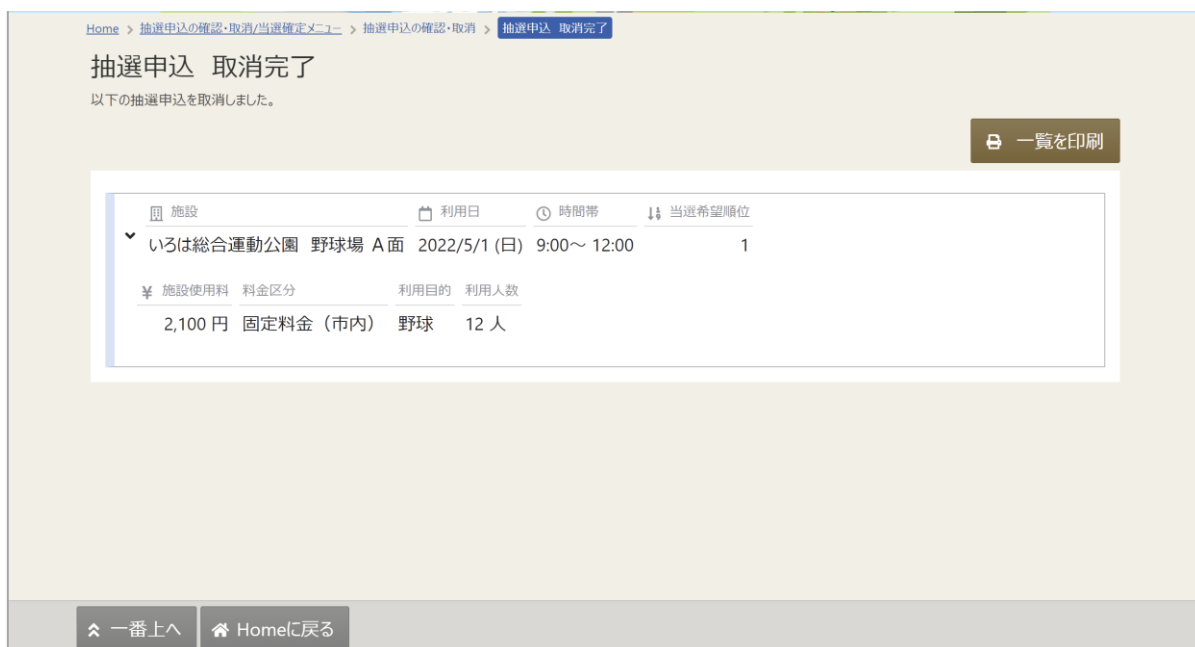 Home > 抽選申込の確認・取消/当選確定メニュー > 抽選申込の確認・取消 > 抽選申込　取消完了
抽選申込　取消完了
以下の抽選申込を取消しました。
一覧を印刷
施設 利用日 時間帯 当選希望順位
いろは総合運動公園　野球場 A面 2022/5/1 (日) 9:00～ 12:00 1
¥ 施設使用料 料金区分 利用目的 利用人数
2,100 円 固定料金（市内） 野球 12 人
一番上へ Homeに戻る